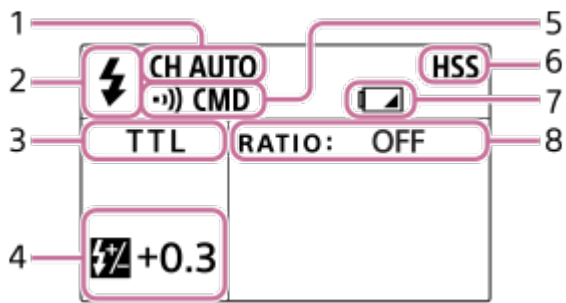 1
5
2
CH AUTO
HSS
6
•)) CMD
7
3
TTL
RATIO: OFF
8
4
+0.3